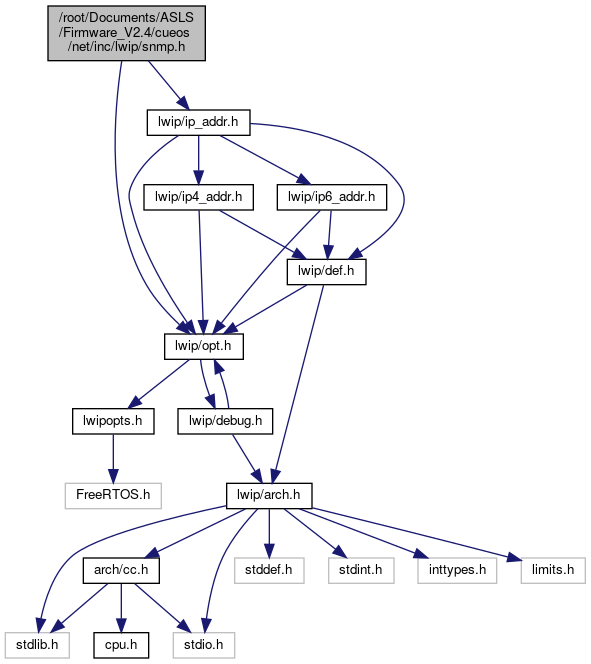 /root/Documents/ASLS
/Firmware_V2.4/cueos
/net/inc/lwip/snmp.h
lwip/ip_addr.h
lwip/ip4_addr.h
lwip/ip6_addr.h
lwip/def.h
lwip/opt.h
lwipopts.h
lwip/debug.h
FreeRTOS.h
lwip/arch.h
arch/cc.h
stddef.h
stdint.h
inttypes.h
limits.h
stdlib.h
cpu.h
stdio.h